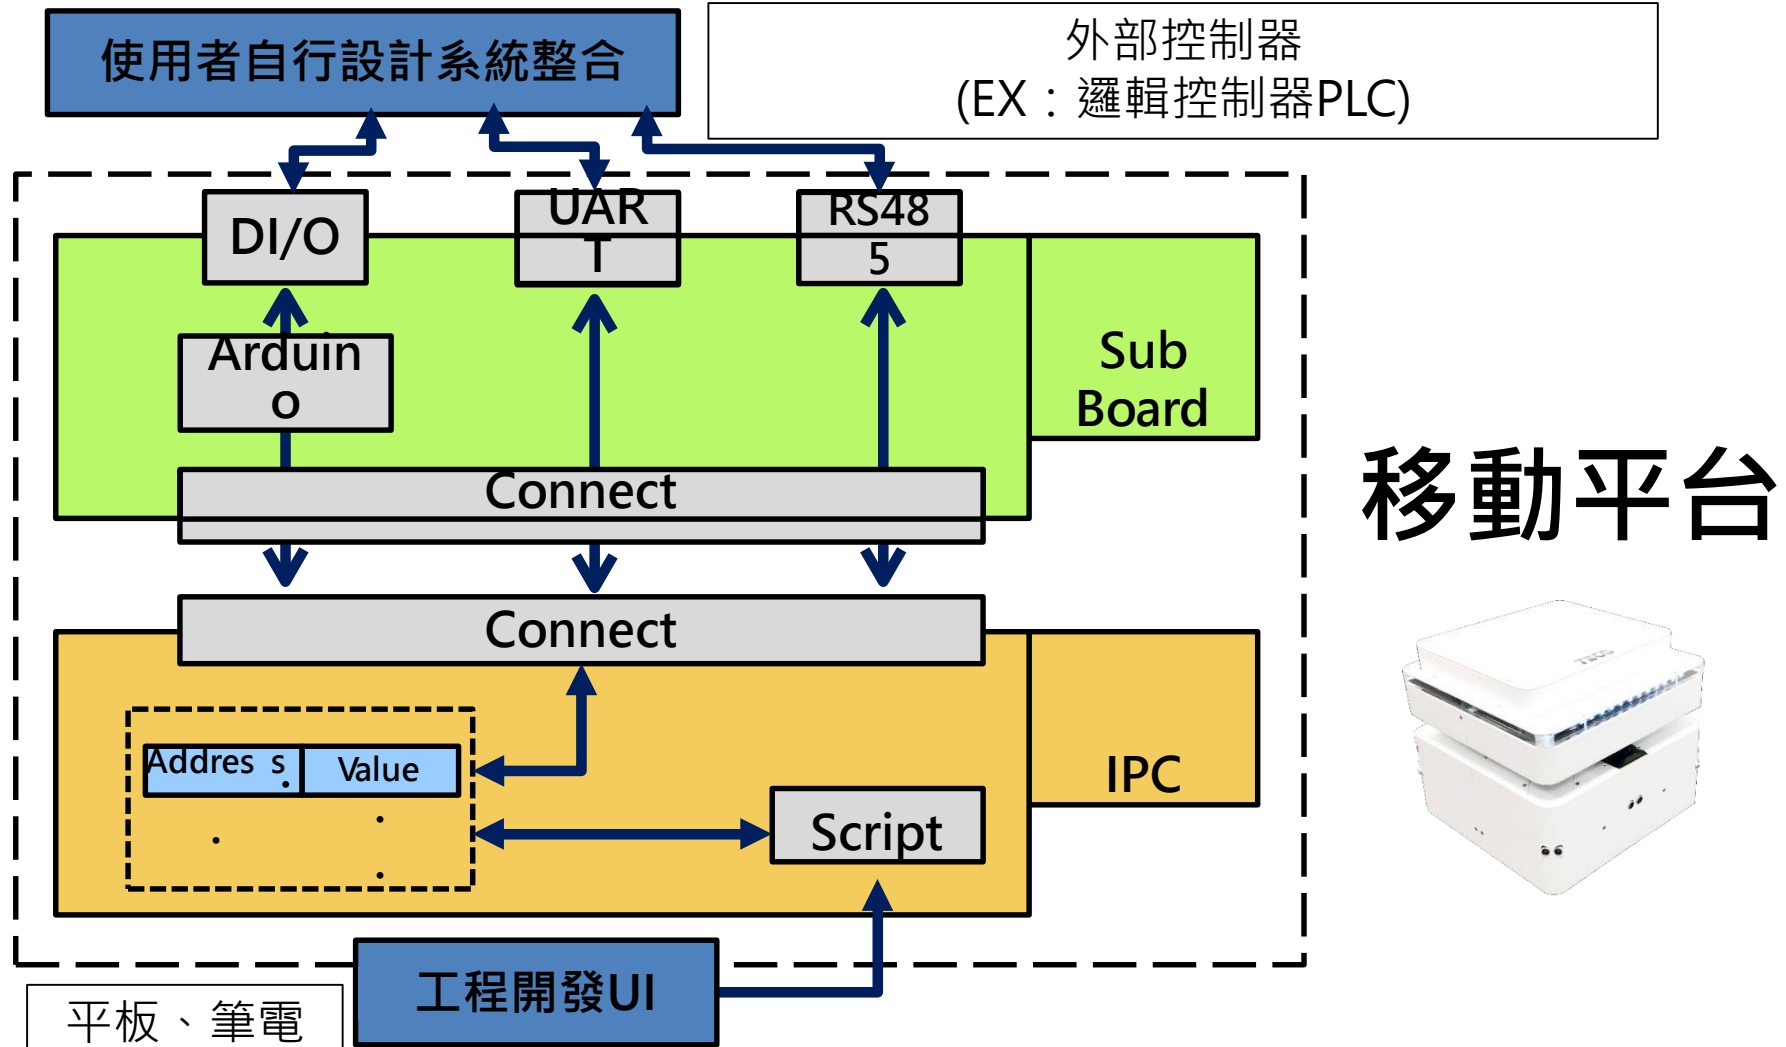 使用者自行設計系統整合
外部控制器
(EX：邏輯控制器PLC)
DI/O
UAR
T
RS48
5
Arduin
o
Sub
Board
Connect
移動平台
Connect
TECO
Addres s
Value
IPC
Script
工程開發UI
平板、筆電